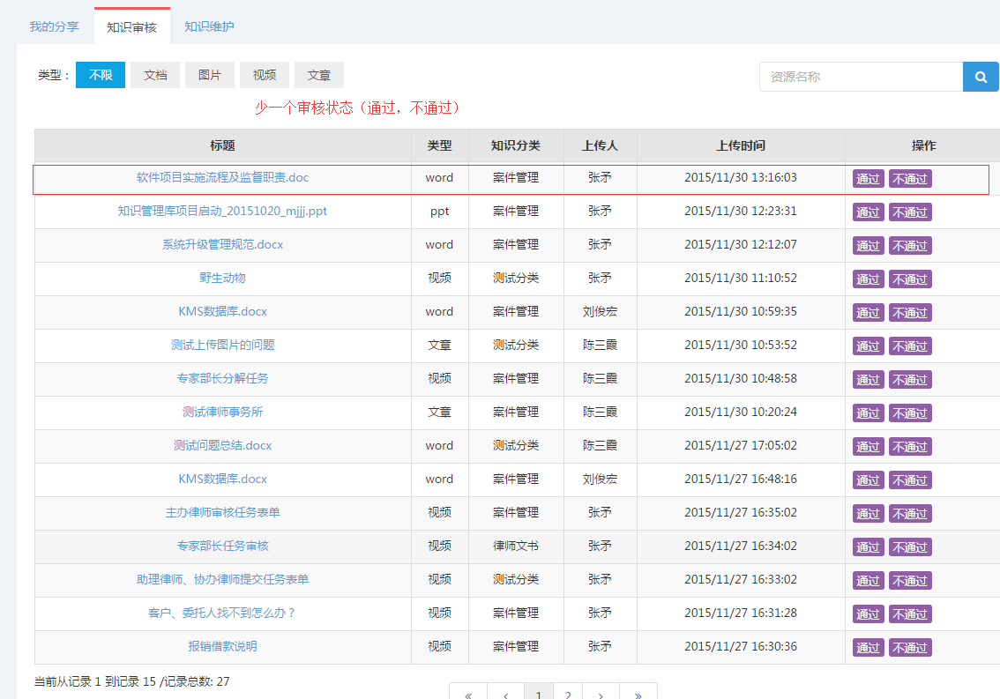 我的分享 知识审核 知识维护
类型： 不限 文档 图片 视频 文章 资源名称
少一个审核状态（通过，不通过）
标题 类型 知识分类 上传人 上传时间 操作
软件项目实施流程及监督职责.doc word 案件管理 张矛 2015/11/30 13:16:03 通过 不通过
知识管理库项目启动_20151020_mjjj.ppt ppt 案件管理 张矛 2015/11/30 12:23:31 通过 不通过
系统升级管理规范.docx word 案件管理 张矛 2015/11/30 12:12:07 通过 不通过
野生动物 视频 测试分类 张矛 2015/11/30 11:10:52 通过 不通过
KMS数据库.docx word 案件管理 刘俊宏 2015/11/30 10:59:35 通过 不通过
测试上传图片的问题 文章 测试分类 陈三霞 2015/11/30 10:53:52 通过 不通过
专家部长分解任务 视频 案件管理 陈三霞 2015/11/30 10:48:58 通过 不通过
测试律师事务所 文章 案件管理 陈三霞 2015/11/30 10:20:24 通过 不通过
测试问题总结.docx word 测试分类 陈三霞 2015/11/27 17:05:02 通过 不通过
KMS数据库.docx word 案件管理 刘俊宏 2015/11/27 16:48:16 通过 不通过
主办律师审核任务表单 视频 案件管理 张矛 2015/11/27 16:35:02 通过 不通过
专家部长任务审核 视频 律师文书 张矛 2015/11/27 16:34:02 通过 不通过
助理律师、协办律师提交任务表单 视频 测试分类 张矛 2015/11/27 16:33:02 通过 不通过
客户、委托人找不到怎么办？ 视频 案件管理 张矛 2015/11/27 16:31:28 通过 不通过
报销借款说明 视频 案件管理 张矛 2015/11/27 16:30:36 通过 不通过
当前从记录 1 到记录 15 /记录总数: 27
« ‹ 1 2 › »